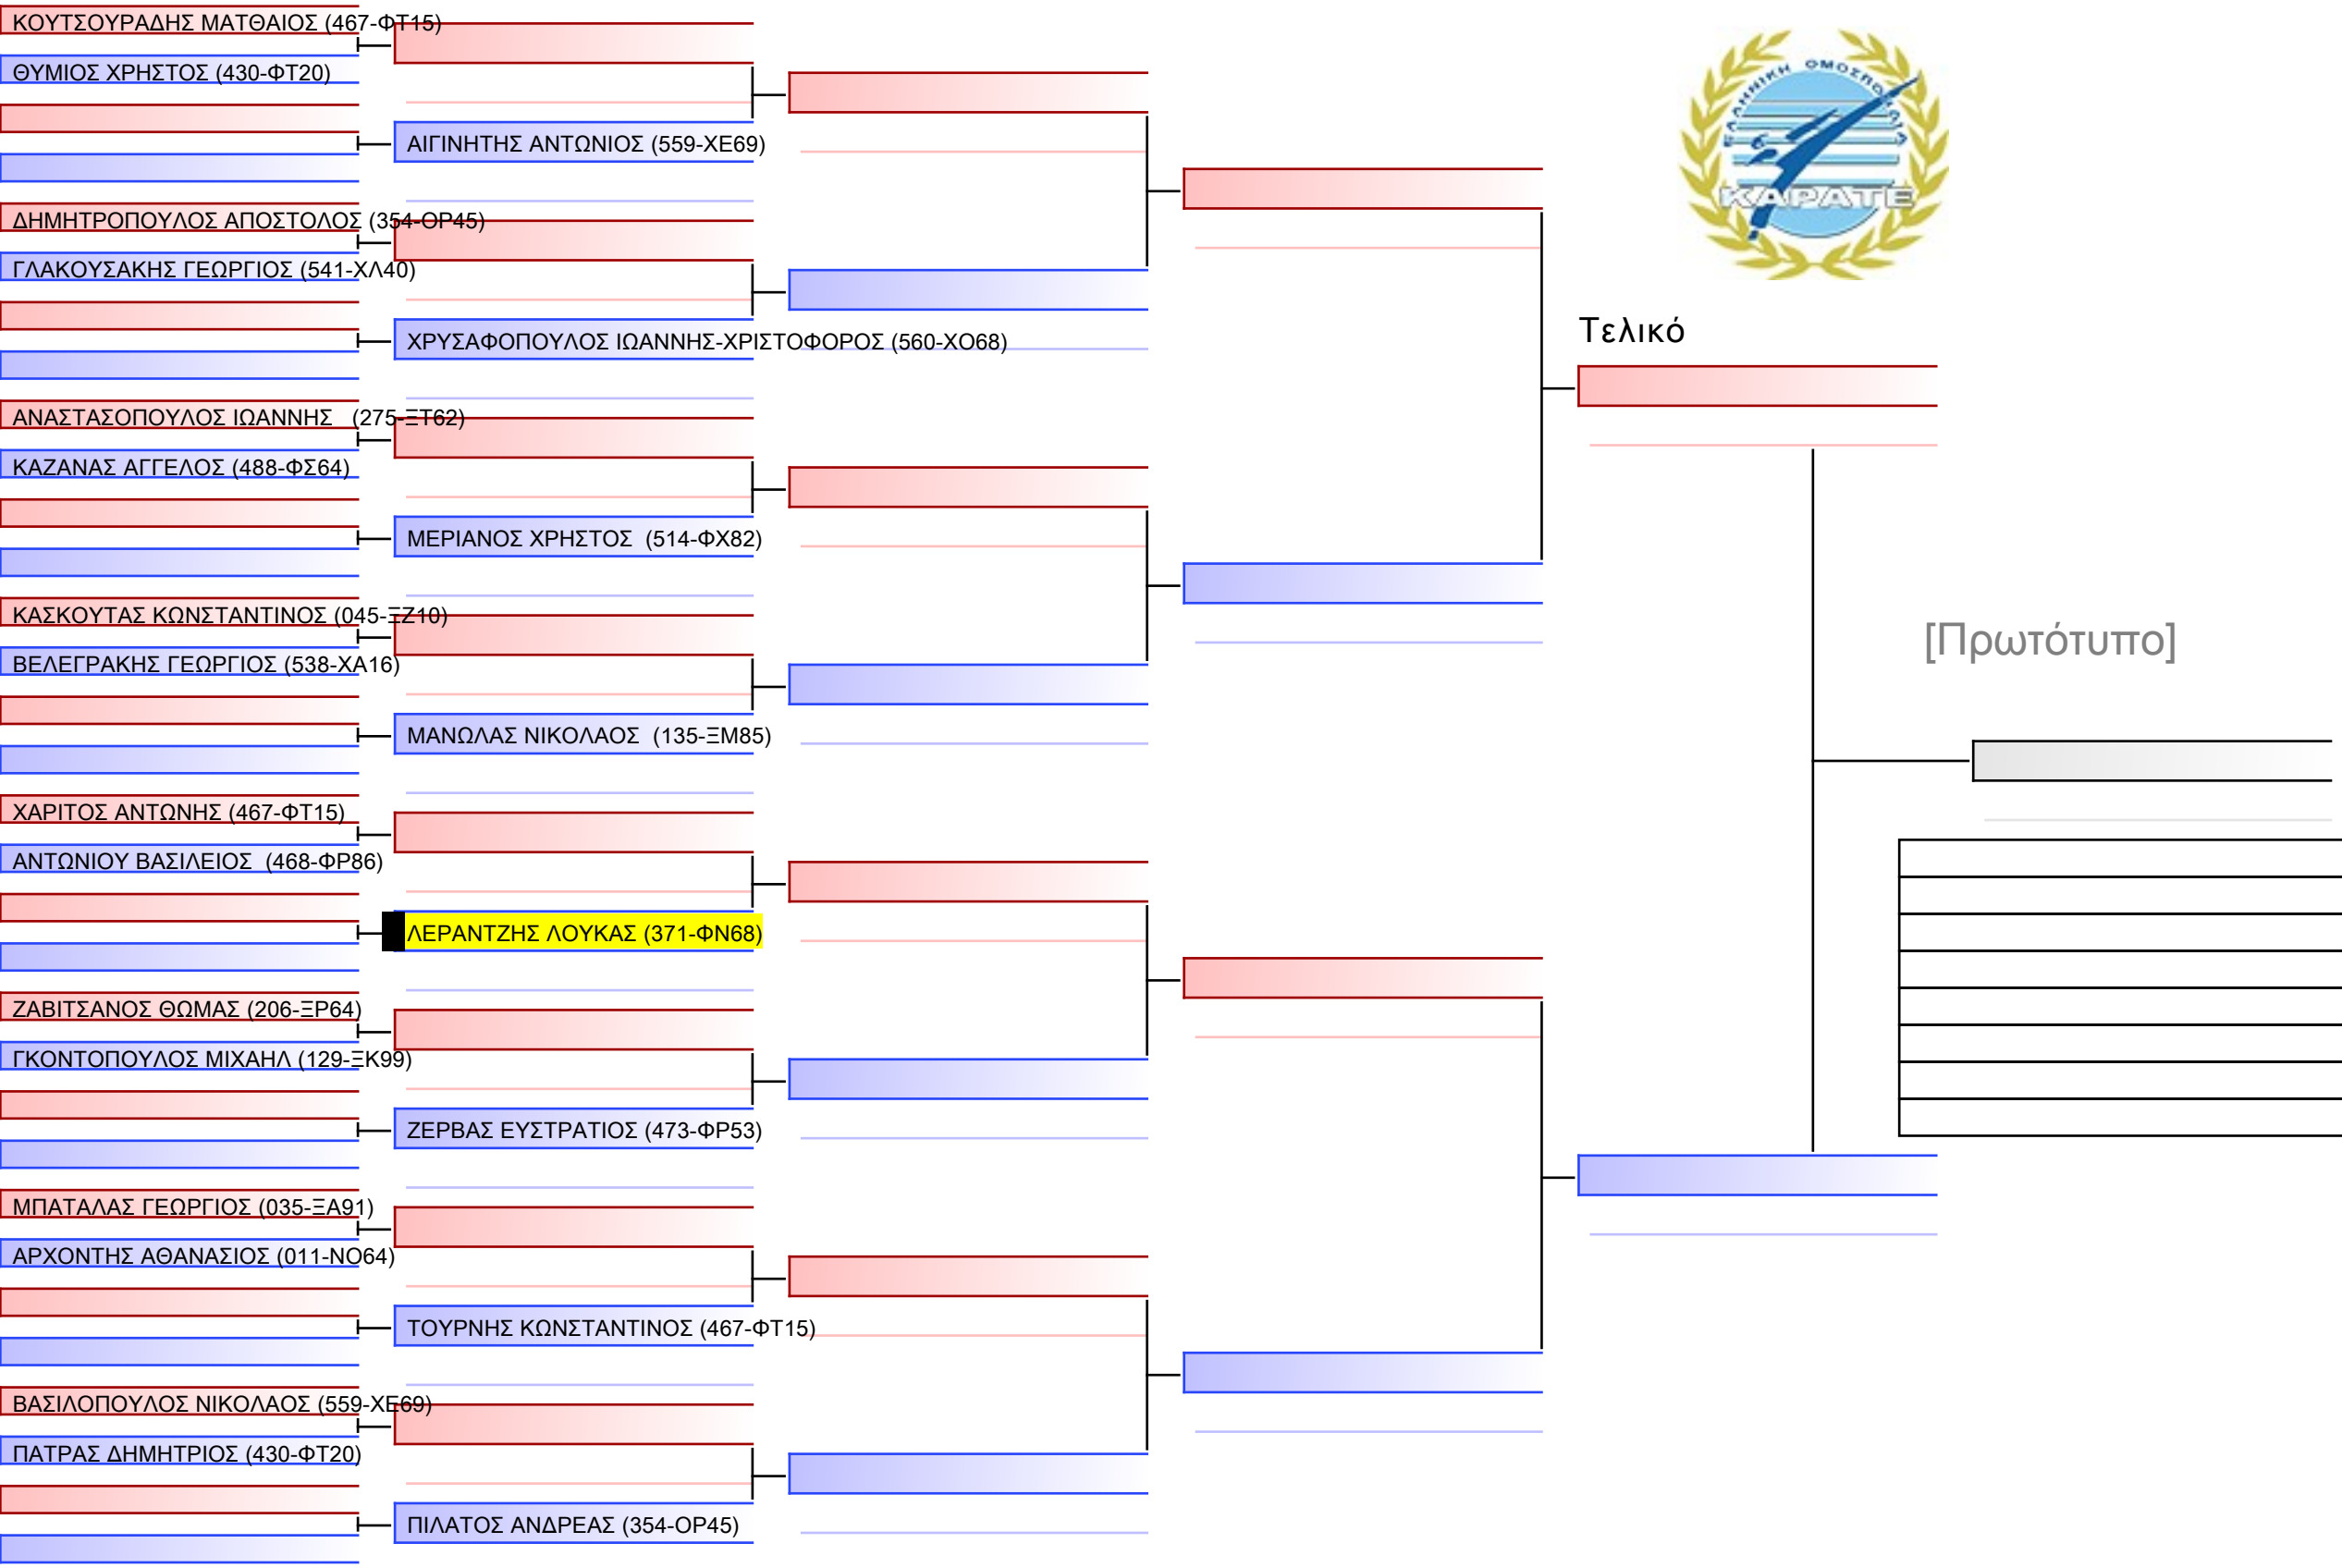 ΚΟΥΤΣΟΥΡΑΔΗΣ ΜΑΤΘΑΙΟΣ (467-ΦΤ15)
ΘΥΜΙΟΣ ΧΡΗΣΤΟΣ (430-ΦΤ20)
ΑΙΓΙΝΗΤΗΣ ΑΝΤΩΝΙΟΣ (559-ΧΕ69)
ΔΗΜΗΤΡΟΠΟΥΛΟΣ ΑΠΟΣΤΟΛΟΣ (354-ΟΡ45)
ΓΛΑΚΟΥΣΑΚΗΣ ΓΕΩΡΓΙΟΣ (541-ΧΛ40)
ΧΡΥΣΑΦΟΠΟΥΛΟΣ ΙΩΑΝΝΗΣ-ΧΡΙΣΤΟΦΟΡΟΣ (560-ΧΟ68)
ΑΝΑΣΤΑΣΟΠΟΥΛΟΣ ΙΩΑΝΝΗΣ (275-ΞΤ62)
ΚΑΖΑΝΑΣ ΑΓΓΕΛΟΣ (488-ΦΣ64)
ΜΕΡΙΑΝΟΣ ΧΡΗΣΤΟΣ (514-ΦΧ82)
ΚΑΣΚΟΥΤΑΣ ΚΩΝΣΤΑΝΤΙΝΟΣ (045-ΞΖ10)
ΒΕΛΕΓΡΑΚΗΣ ΓΕΩΡΓΙΟΣ (538-ΧΑ16)
ΜΑΝΩΛΑΣ ΝΙΚΟΛΑΟΣ (135-ΞΜ85)
ΧΑΡΙΤΟΣ ΑΝΤΩΝΗΣ (467-ΦΤ15)
ΑΝΤΩΝΙΟΥ ΒΑΣΙΛΕΙΟΣ (468-ΦΡ86)
ΛΕΡΑΝΤΖΗΣ ΛΟΥΚΑΣ (371-ΦΝ68)
ΖΑΒΙΤΣΑΝΟΣ ΘΩΜΑΣ (206-ΞΡ64)
ΓΚΟΝΤΟΠΟΥΛΟΣ ΜΙΧΑΗΛ (129-ΞΚ99)
ΖΕΡΒΑΣ ΕΥΣΤΡΑΤΙΟΣ (473-ΦΡ53)
ΜΠΑΤΑΛΑΣ ΓΕΩΡΓΙΟΣ (035-ΞΑ91)
ΑΡΧΟΝΤΗΣ ΑΘΑΝΑΣΙΟΣ (011-ΝΟ64)
ΤΟΥΡΝΗΣ ΚΩΝΣΤΑΝΤΙΝΟΣ (467-ΦΤ15)
ΒΑΣΙΛΟΠΟΥΛΟΣ ΝΙΚΟΛΑΟΣ (559-ΧΕ69)
ΠΑΤΡΑΣ ΔΗΜΗΤΡΙΟΣ (430-ΦΤ20)
ΠΙΛΑΤΟΣ ΑΝΔΡΕΑΣ (354-ΟΡ45)
ΕΛΛΗΝΙΚΗ ΟΜΟΣΠΟΝΔΙΑ
ΚΑΡΑΤΕ
Τελικό
[Πρωτότυπο]